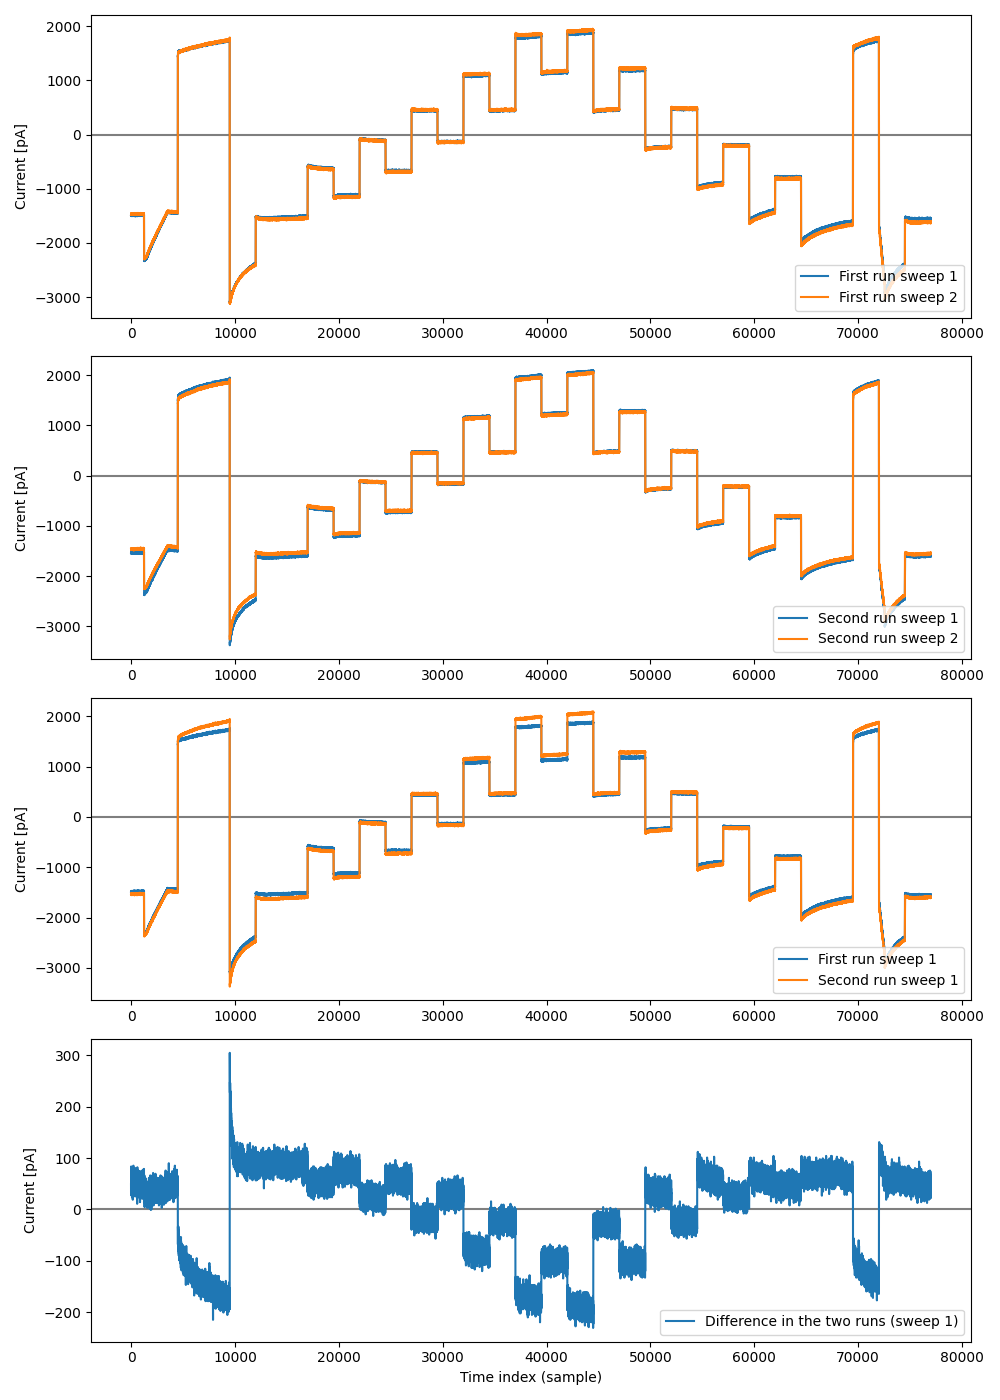 2000
1000
0
−1000
−2000
−3000
Current [pA]
First run sweep 1
First run sweep 2
0 10000 20000 30000 40000 50000 60000 70000 80000
2000
1000
0
−1000
−2000
−3000
Current [pA]
Second run sweep 1
Second run sweep 2
0 10000 20000 30000 40000 50000 60000 70000 80000
2000
1000
0
−1000
−2000
−3000
Current [pA]
First run sweep 1
Second run sweep 1
0 10000 20000 30000 40000 50000 60000 70000 80000
300
200
100
0
−100
−200
Current [pA]
Difference in the two runs (sweep 1)
0 10000 20000 30000 40000 50000 60000 70000 80000
Time index (sample)